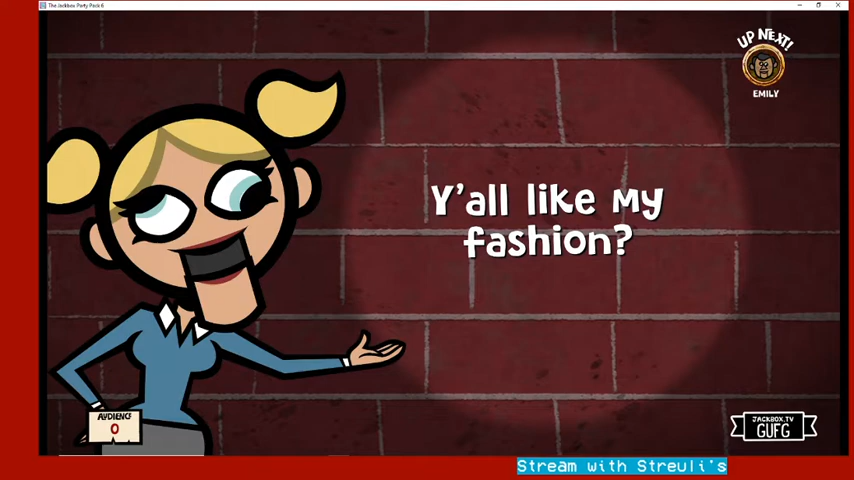 The Jackbox Party Pack 6
UP NEXT!
EMILY
Y'all like my
fashion?
AUDIENCE
0
JACKBOX.TV
GUFG
Stream with Streuli's